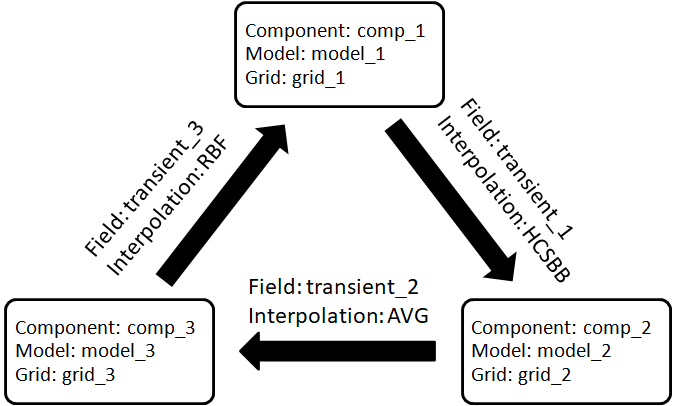 Component: comp_1
Model: model_1
Grid: grid_1
Field: transient_3
Interpolation: RBF
Field: transient_1
Interpolation: HCSBB
Field: transient_2
Interpolation: AVG
Component: comp_3
Model: model_3
Grid: grid_3
Component: comp_2
Model: model_2
Grid: grid_2